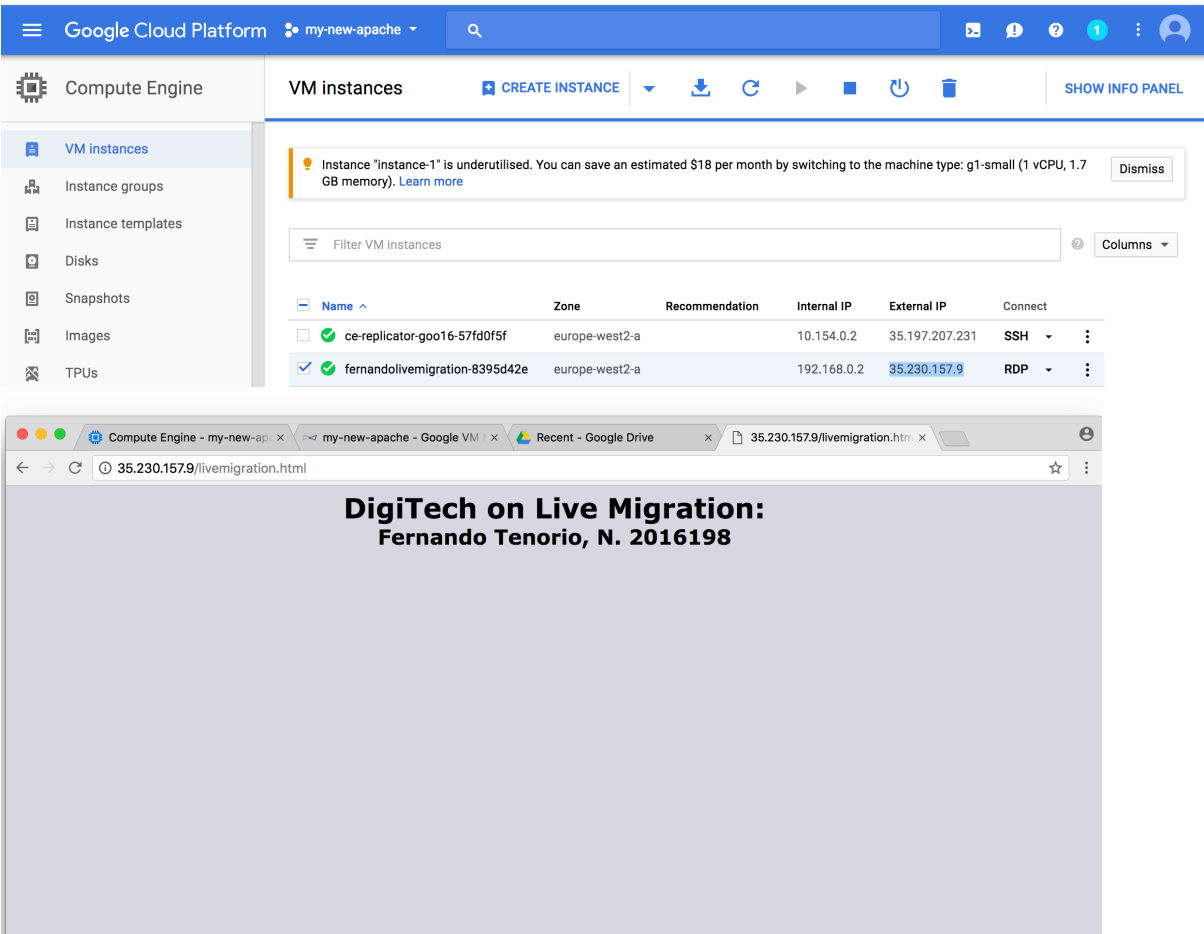 Google Cloud Platform my-new-apache 1
Compute Engine VM instances CREATE INSTANCE SHOW INFO PANEL
VM instances
Instance groups
Instance templates
Disks
Snapshots
Images
TPUs
Instance "instance-1" is underutilised. You can save an estimated $18 per month by switching to the machine type: g1-small (1 vCPU, 1.7
GB memory). Learn more
Dismiss
Filter VM instances Columns
Name Zone Recommendation Internal IP External IP Connect
ce-replicator-goo16-57fd0f5f europe-west2-a 10.154.0.2 35.197.207.231 SSH
fernandolivemigration-8395d42e europe-west2-a 192.168.0.2 35.230.157.9 RDP
Compute Engine - my-new-ap my-new-apache - Google VM Recent - Google Drive 35.230.157.9/livemigration.htm
35.230.157.9/livemigration.html
DigiTech on Live Migration:
Fernando Tenorio, N. 2016198